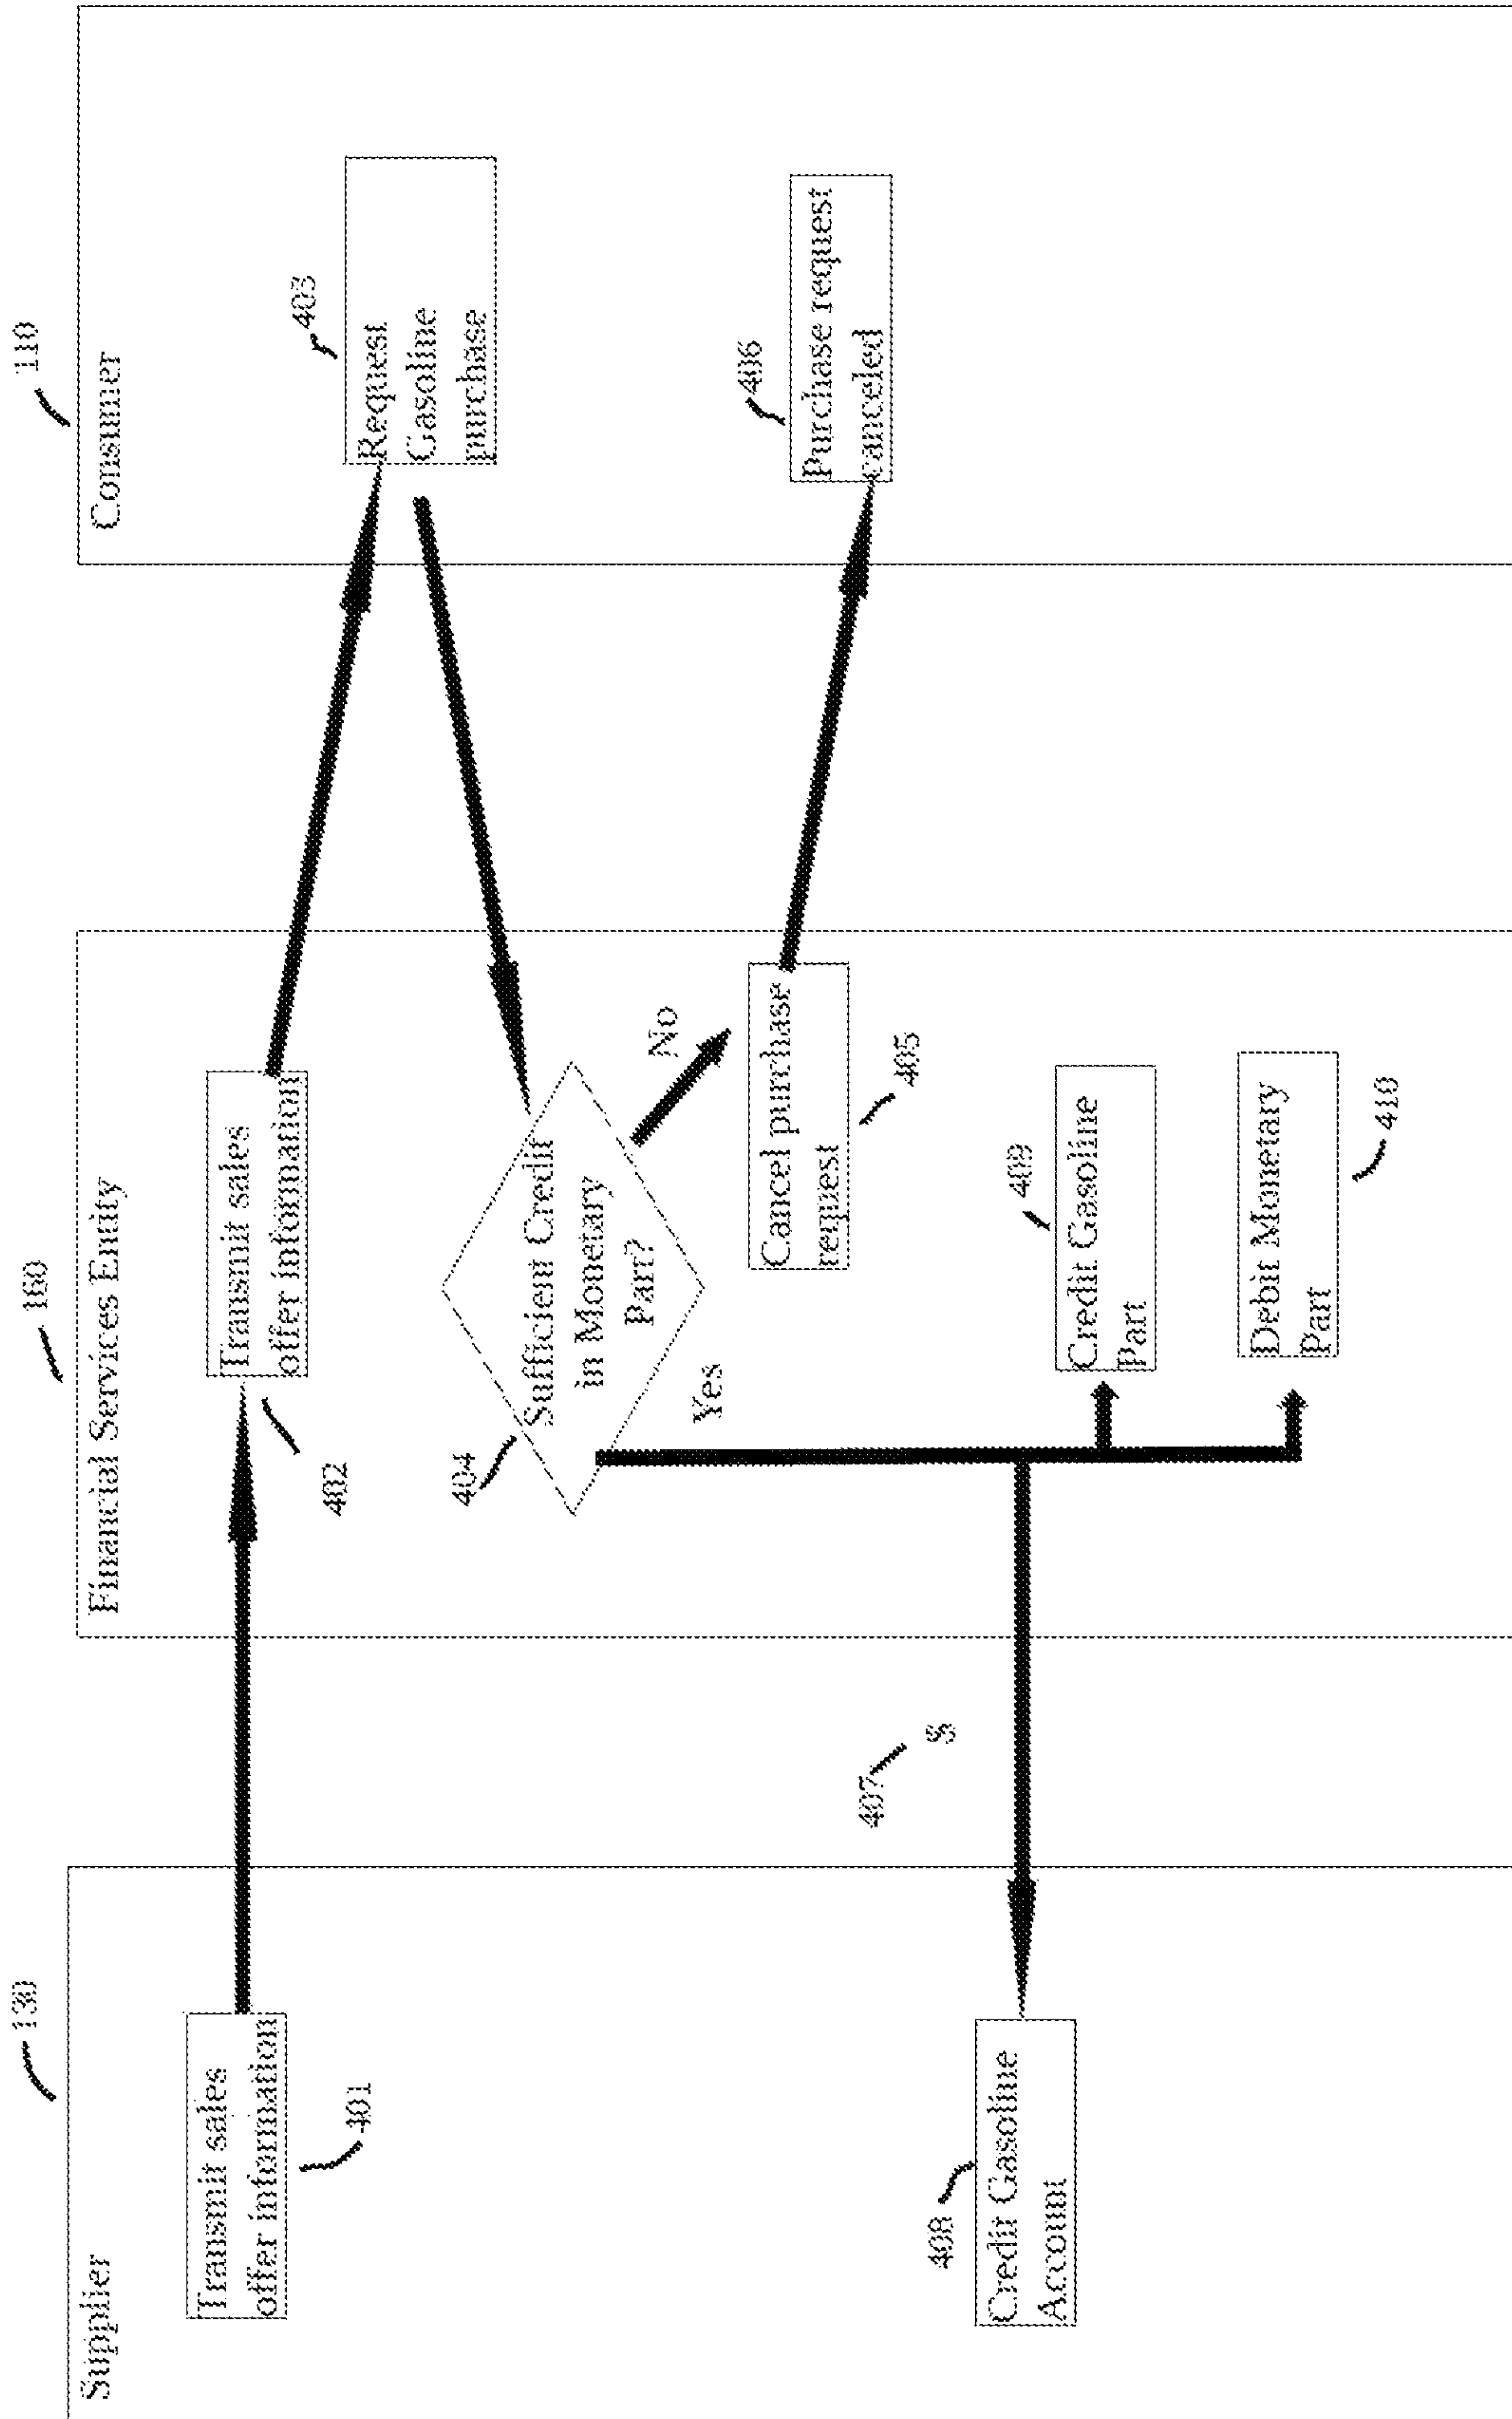 130
Supplier
Transmit sales
offer information
401
408
Credit Gasoline
Account
407
$
160
Financial Services Entity
402
Transmit sales
offer information
404
Sufficient Credit
in Monetary
Part?
Yes
No
Cancel purchase
request
405
409
Credit Gasoline
Part
Debit Monetary
Part
410
110
Consumer
403
Request
Gasoline
purchase
406
Purchase request
canceled